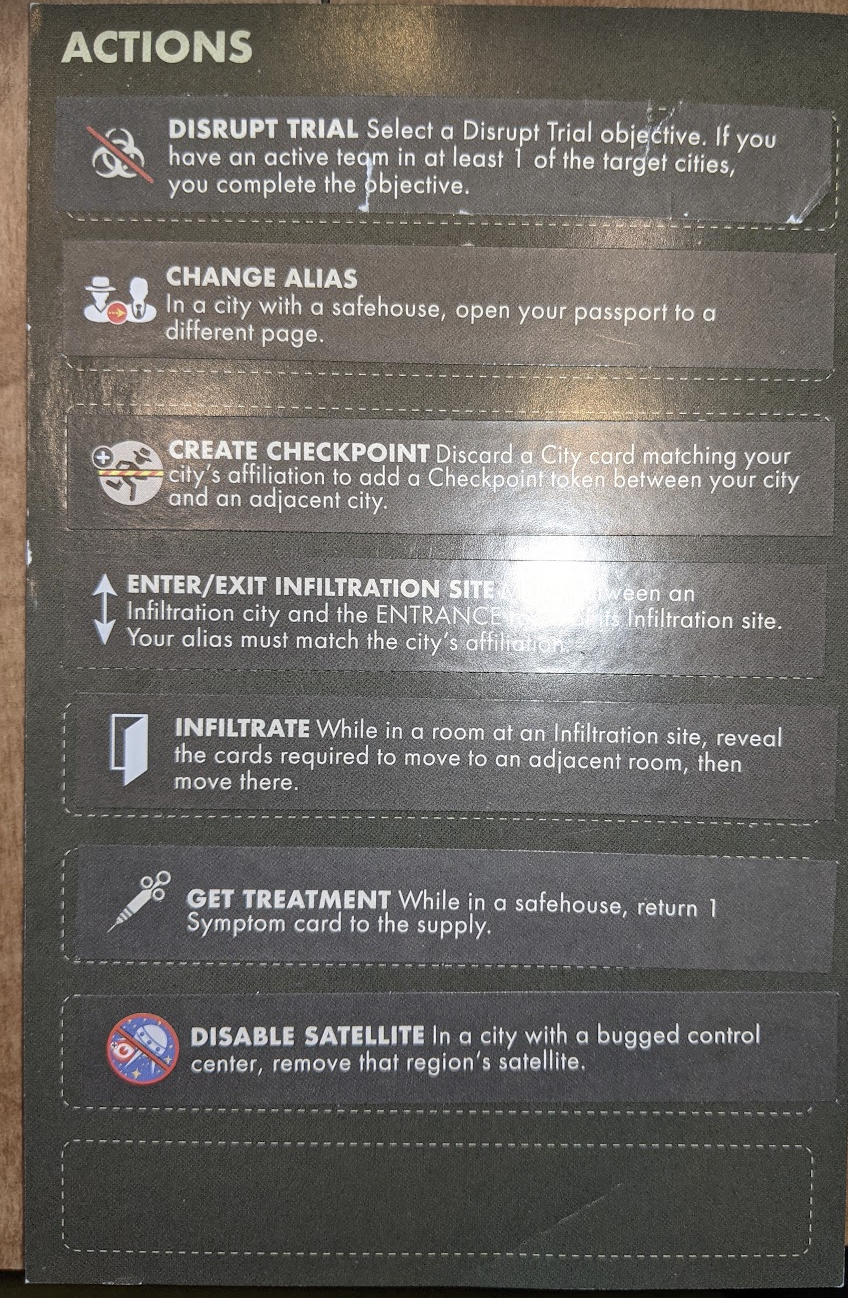 ACTIONS
DISRUPT TRIAL Select a Disrupt Trial objective. If you
have an active team in at least 1 of the target cities,
you complete the objective.
CHANGE ALIAS
In a city with a safehouse, open your passport to a
different page.
CREATE CHECKPOINT Discard a City card matching your
city's affiliation to add a Checkpoint token between your city
and an adjacent city.
ENTER/EXIT INFILTRATION SITE between an
Infiltration city and the ENTRANCE its Infiltration site.
Your alias must match the city's affiliation.
INFILTRATE While in a room at an Infiltration site, reveal
the cards required to move to an adjacent room, then
move there.
GET TREATMENT While in a safehouse, return 1
Symptom card to the supply.
DISABLE SATELLITE In a city with a bugged control
center, remove that region's satellite.